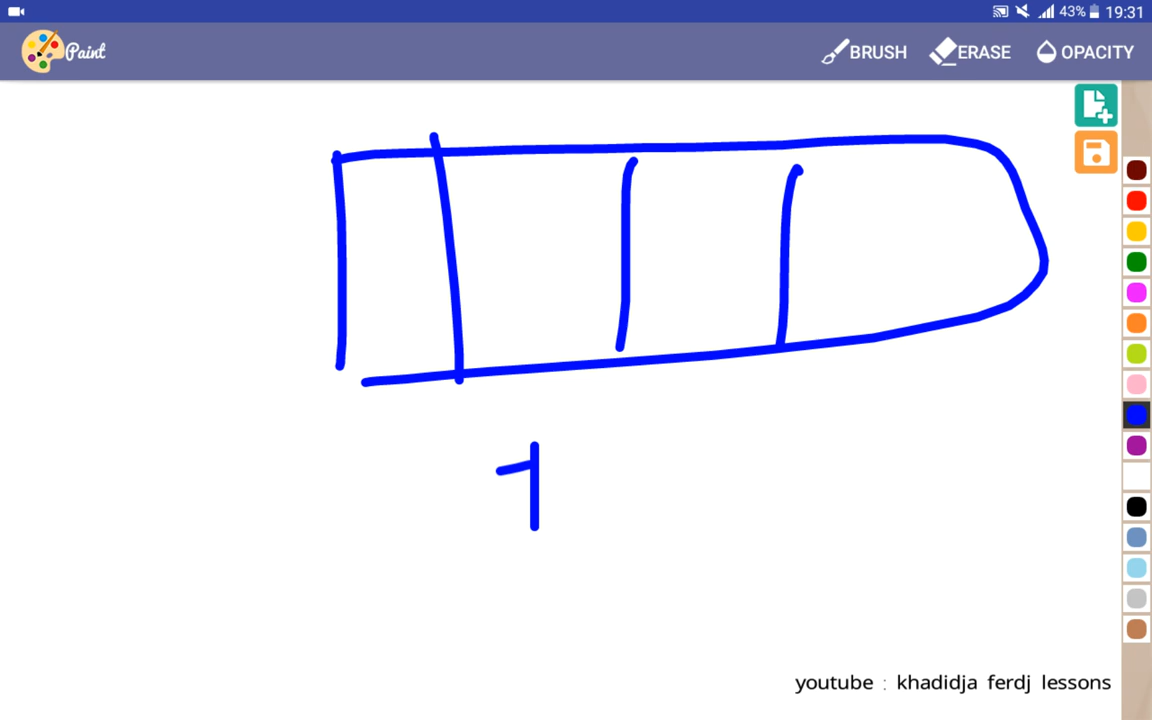 43% 19:31
Paint BRUSH ERASE OPACITY
1
youtube : khadidja ferdj lessons